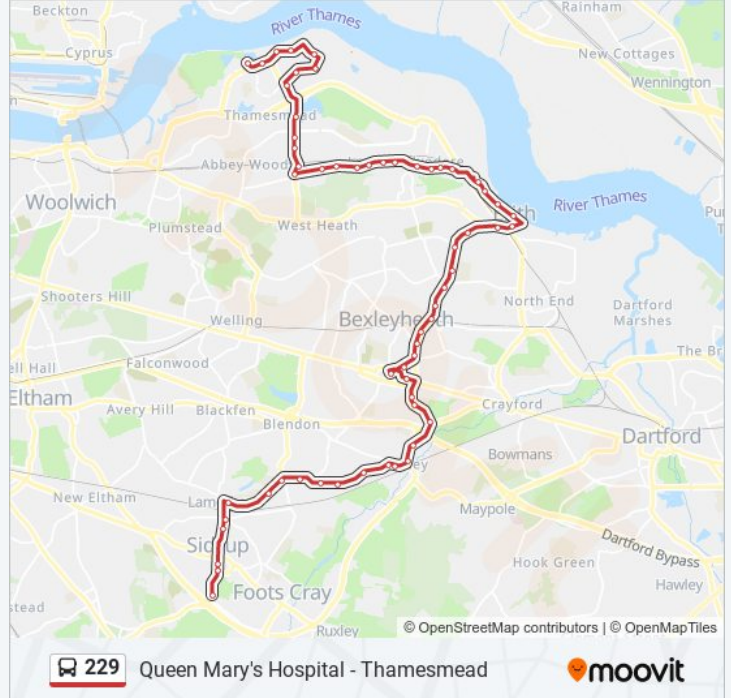 Beckton
River Thames
Rainham
Cyprus
New Cottages
Wennington
Thamesmead
Abbey Wood
Woolwich
River Thames
Plumstead
West Heath
Shooters Hill
North End
Dartford
Marshes
Welling
Bexleyheath
Falconwood
The Br
ell Hall
Eltham
Avery Hill
Blackfen
Crayford
Blendon
Dartford
Bowmans
New Eltham
Maypole
Dartford Bypass
Sidcup
Hook Green
Foots Cray
Hawley
stead
Ruxley
© OpenStreetMap contributors | © OpenMapTiles
229
Queen Mary's Hospital - Thamesmead
moovit